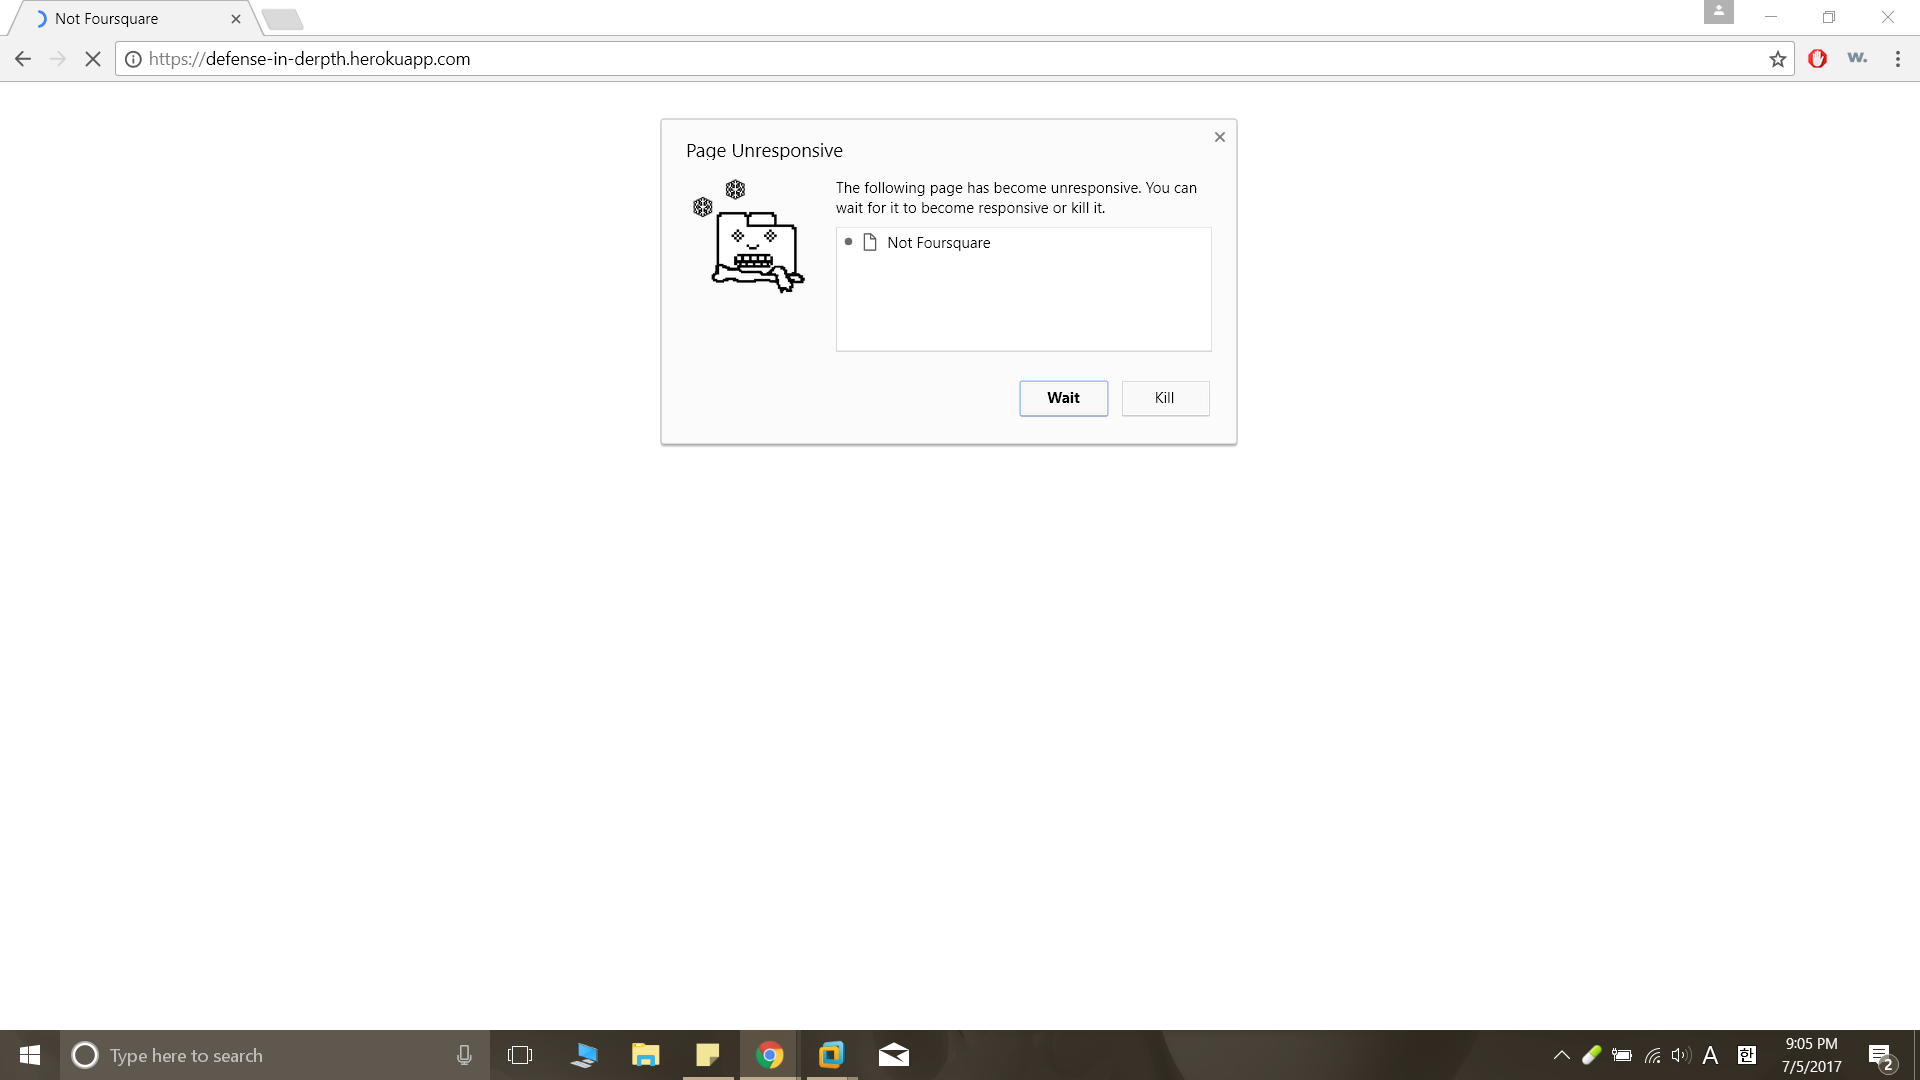 Not Foursquare
https://defense-in-derpth.herokuapp.com
w.
Page Unresponsive
The following page has become unresponsive. You can
wait for it to become responsive or kill it.
Not Foursquare
Wait
Kill
Type here to search
A
한
9:05 PM
7/5/2017
2